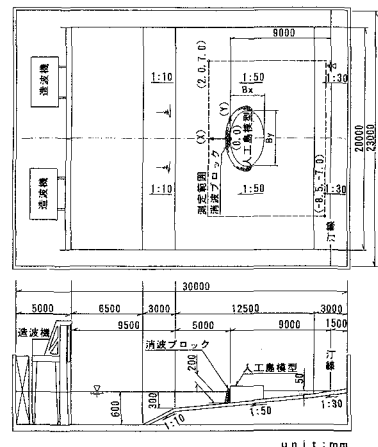 9000
1:10
1:50
1:30
(2.0,7.0)
Bx
造波機
(Y)
(X)
(0,0)
By
人工島模型
消波ブロック
測定範囲
20000
23000
造波機
1:10
1:50
(-8.5,-7.0)
1:30
汀線
30000
5000
6500
3000
12500
3000
9500
5000
9000
1500
造波機
消波ブロック
人工島模型
汀線
200
50
600
300
1:10
1:50
1:30
unit:mm